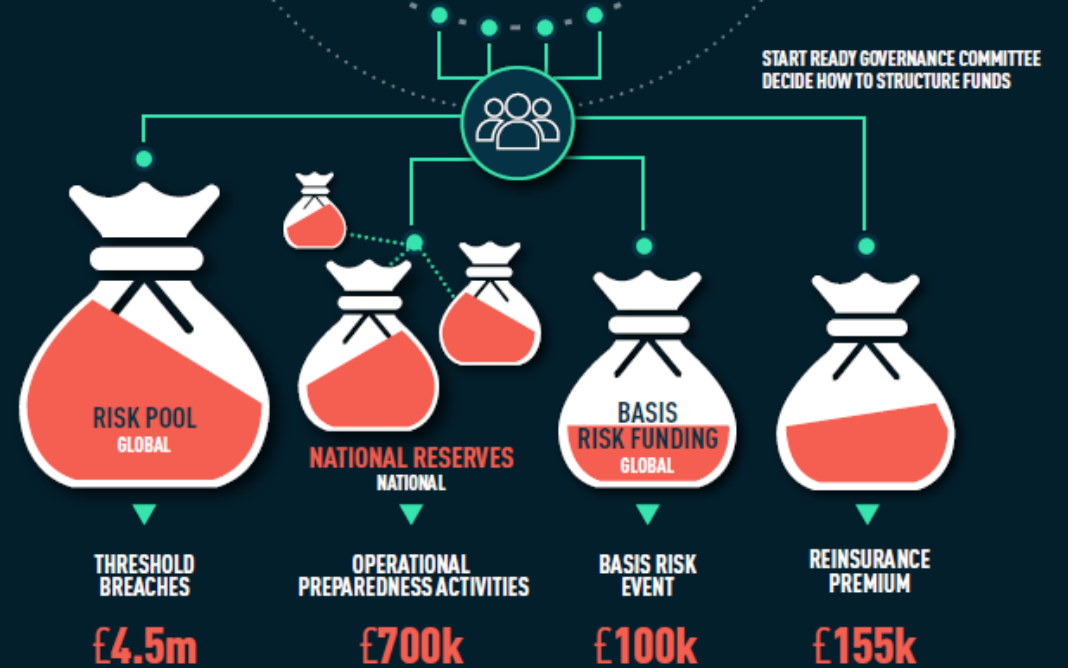 START READY GOVERNANCE COMMITTEE
DECIDE HOW TO STRUCTURE FUNDS
RISK POOL
GLOBAL
NATIONAL RESERVES
NATIONAL
BASIS
RISK FUNDING
GLOBAL
THRESHOLD
BREACHES
£4.5m
OPERATIONAL
PREPAREDNESS ACTIVITIES
£700k
BASIS RISK
EVENT
£100k
REINSURANCE
PREMIUM
£155k